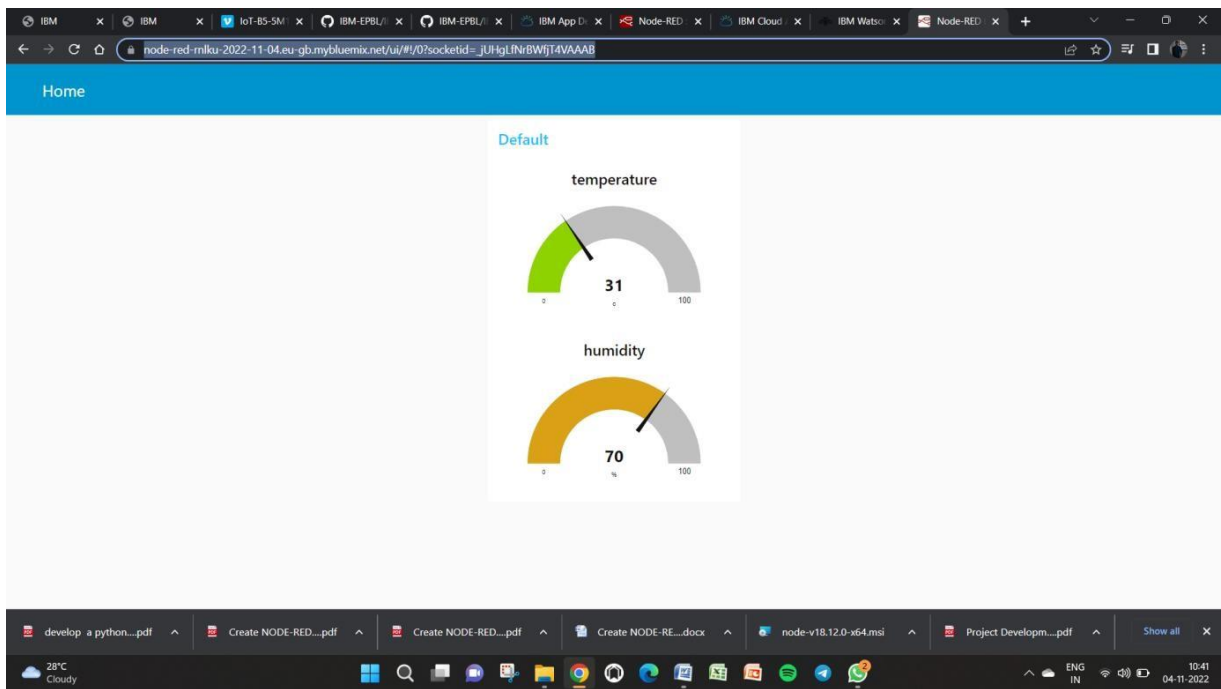 IBM
IBM
IoT-B5-5M1
IBM-EPBL/I
IBM-EPBL/I
IBM App De
Node-RED :
IBM Cloud /
IBM Watson
Node-RED :
node-red-mlku-2022-11-04.eu-gb.mybluemix.net/ui/#!/0?socketid=_jUHgLfNrBWfjT4VAAAB
Home
Default
temperature
31
0
c
100
humidity
70
0
%
100
develop a python....pdf
Create NODE-RED....pdf
Create NODE-RED....pdf
Create NODE-RE....docx
node-v18.12.0-x64.msi
Project Developm....pdf
Show all
28°C
Cloudy
2
ENG
IN
10:41
04-11-2022